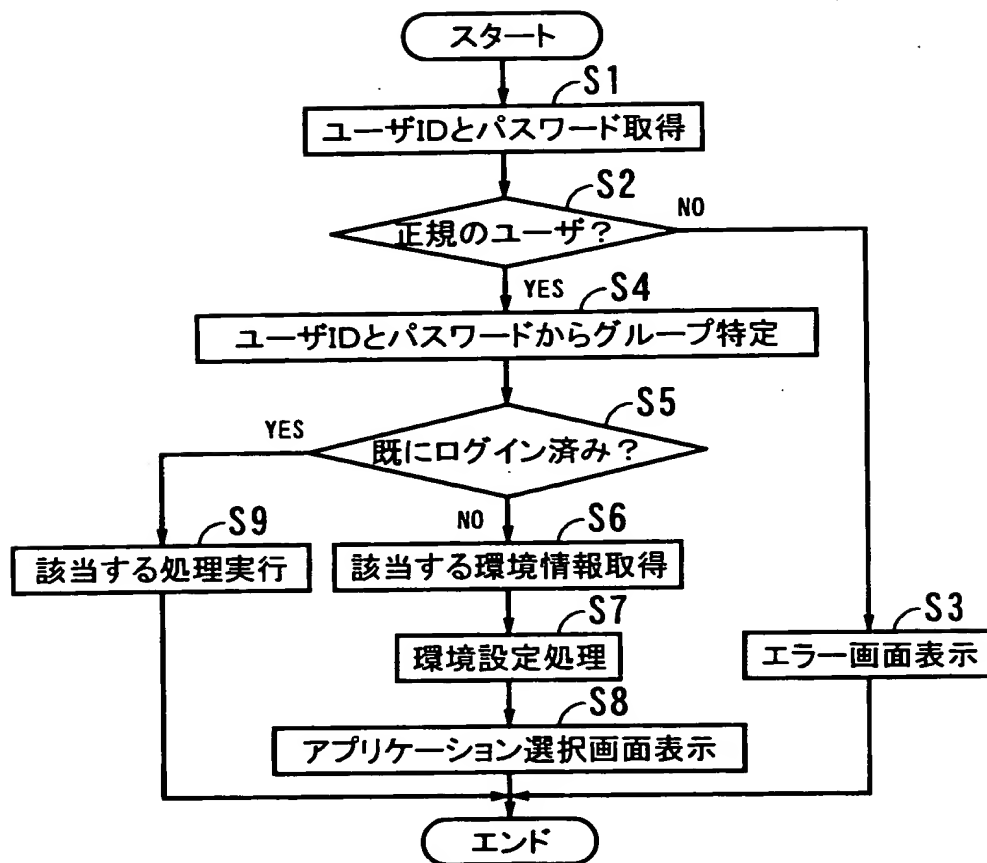 スタート
S1
ユーザIDとパスワード取得
S2
正規のユーザ？
NO
YES
S4
ユーザIDとパスワードからグループ特定
S5
既にログイン済み？
YES
NO
S9
該当する処理実行
S6
該当する環境情報取得
S7
環境設定処理
S3
エラー画面表示
S8
アプリケーション選択画面表示
エンド